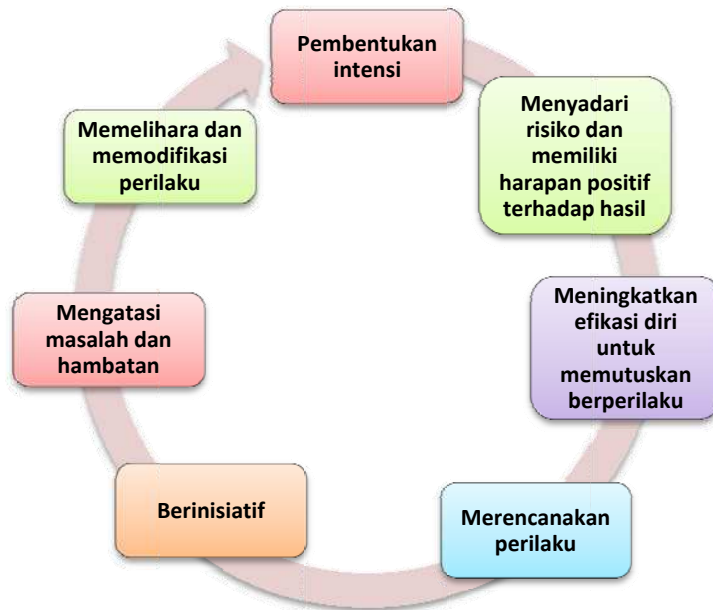 Pembentukan
intensi
Menyadari
risiko dan
memiliki
harapan positif
terhadap hasil
Meningkatkan
efikasi diri
untuk
memutuskan
berperilaku
Merencanakan
perilaku
Berinisiatif
Mengatasi
masalah dan
hambatan
Memelihara dan
memodifikasi
perilaku